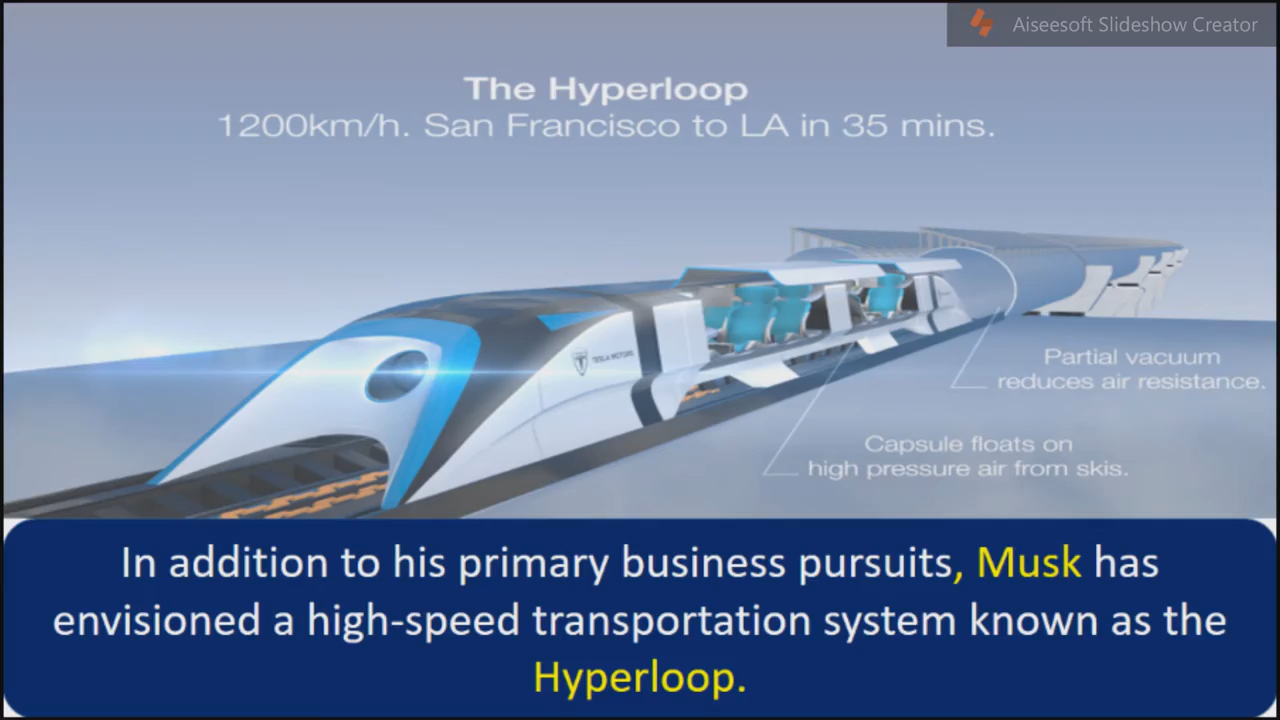 Aiseesoft Slideshow Creator
The Hyperloop
1200km/h. San Francisco to LA in 35 mins.
TESLA MOTORS
Partial vacuum
reduces air resistance.
Capsule floats on
high pressure air from skis.
In addition to his primary business pursuits, Musk has
envisioned a high-speed transportation system known as the
Hyperloop.